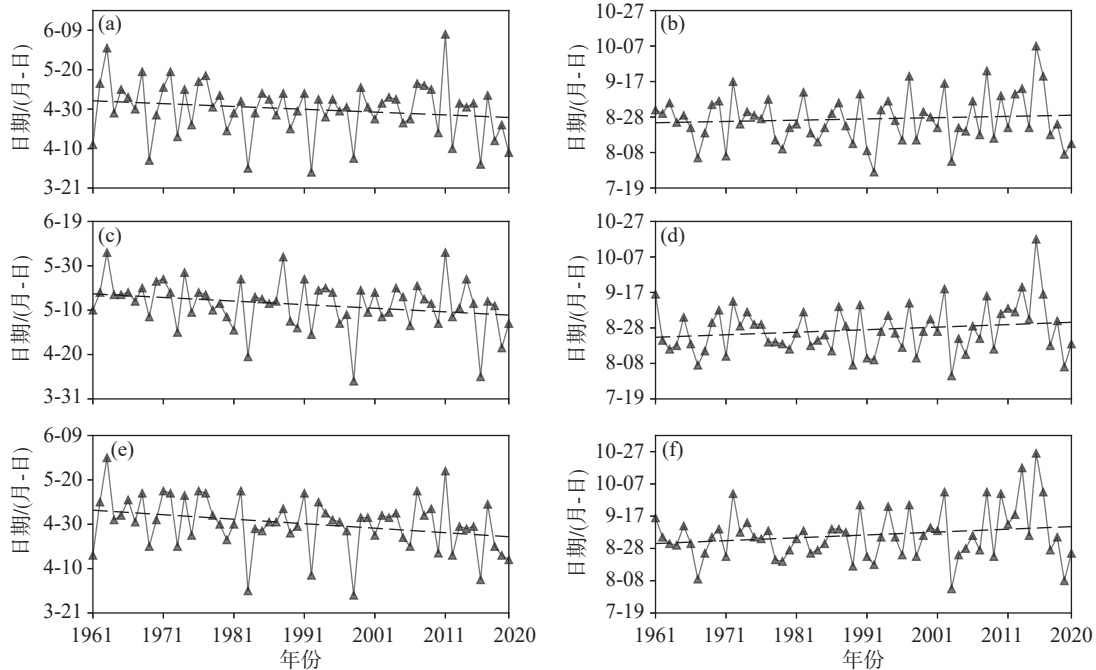 (a)
日期/(月-日)
6-09
5-20
4-30
4-10
3-21
(b)
日期/(月-日)
10-27
10-07
9-17
8-28
8-08
7-19
(c)
日期/(月-日)
6-19
5-30
5-10
4-20
3-31
(d)
日期/(月-日)
10-27
10-07
9-17
8-28
8-08
7-19
(e)
日期/(月-日)
6-09
5-20
4-30
4-10
3-21
1961 1971 1981 1991 2001 2011 2020
年份
(f)
日期/(月-日)
10-27
10-07
9-17
8-28
8-08
7-19
1961 1971 1981 1991 2001 2011 2020
年份